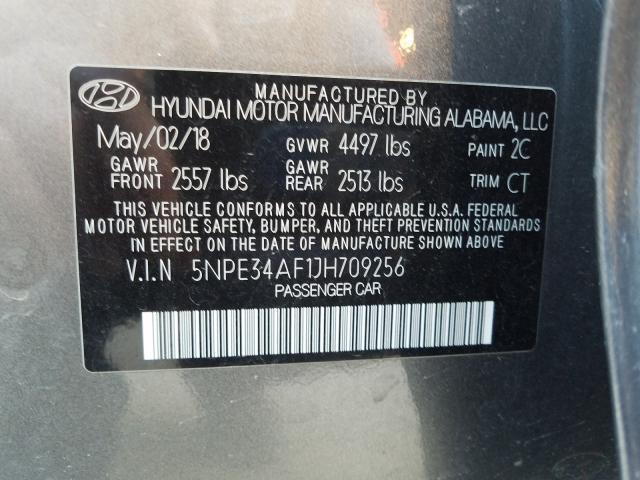 MANUFACTURED BY
HYUNDAI MOTOR MANUFACTURING ALABAMA, LLC
May/02/18 GVWR 4497 lbs PAINT 2C
GAWR FRONT 2557 lbs GAWR REAR 2513 lbs TRIM CT
THIS VEHICLE CONFORMS TO ALL APPLICABLE U.S.A. FEDERAL
MOTOR VEHICLE SAFETY, BUMPER, AND THEFT PREVENTION STANDARDS
IN EFFECT ON THE DATE OF MANUFACTURE SHOWN ABOVE
V.I.N 5NPE34AF1JH709256
PASSENGER CAR